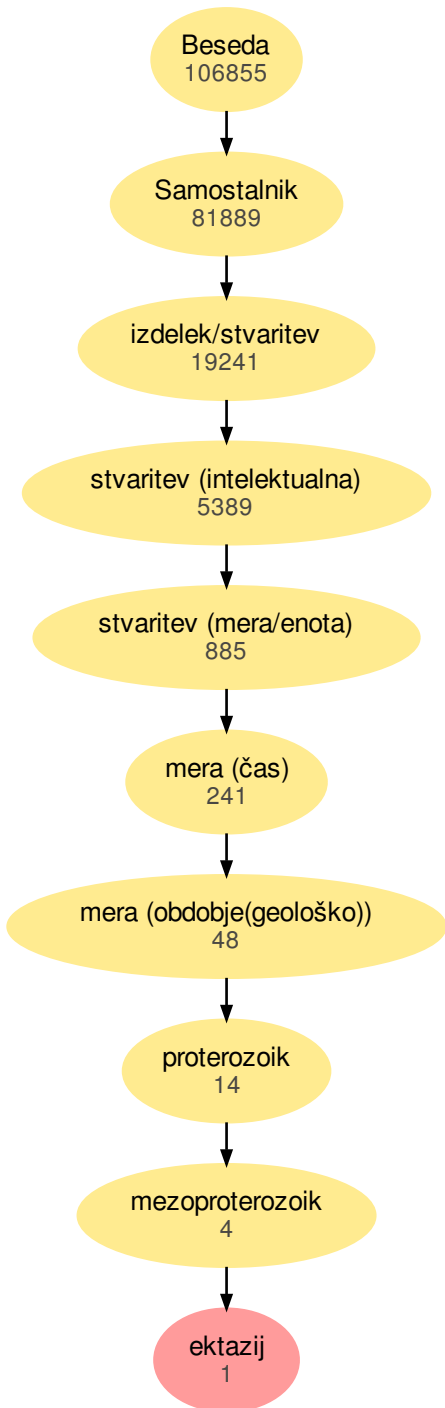 Beseda
106855
Samostalnik
81889
izdelek/stvaritev
19241
stvaritev (intelektualna)
5389
stvaritev (mera/enota)
885
mera (čas)
241
mera (obdobje(geološko))
48
proterozoik
14
mezoproterozoik
4
ektazij
1